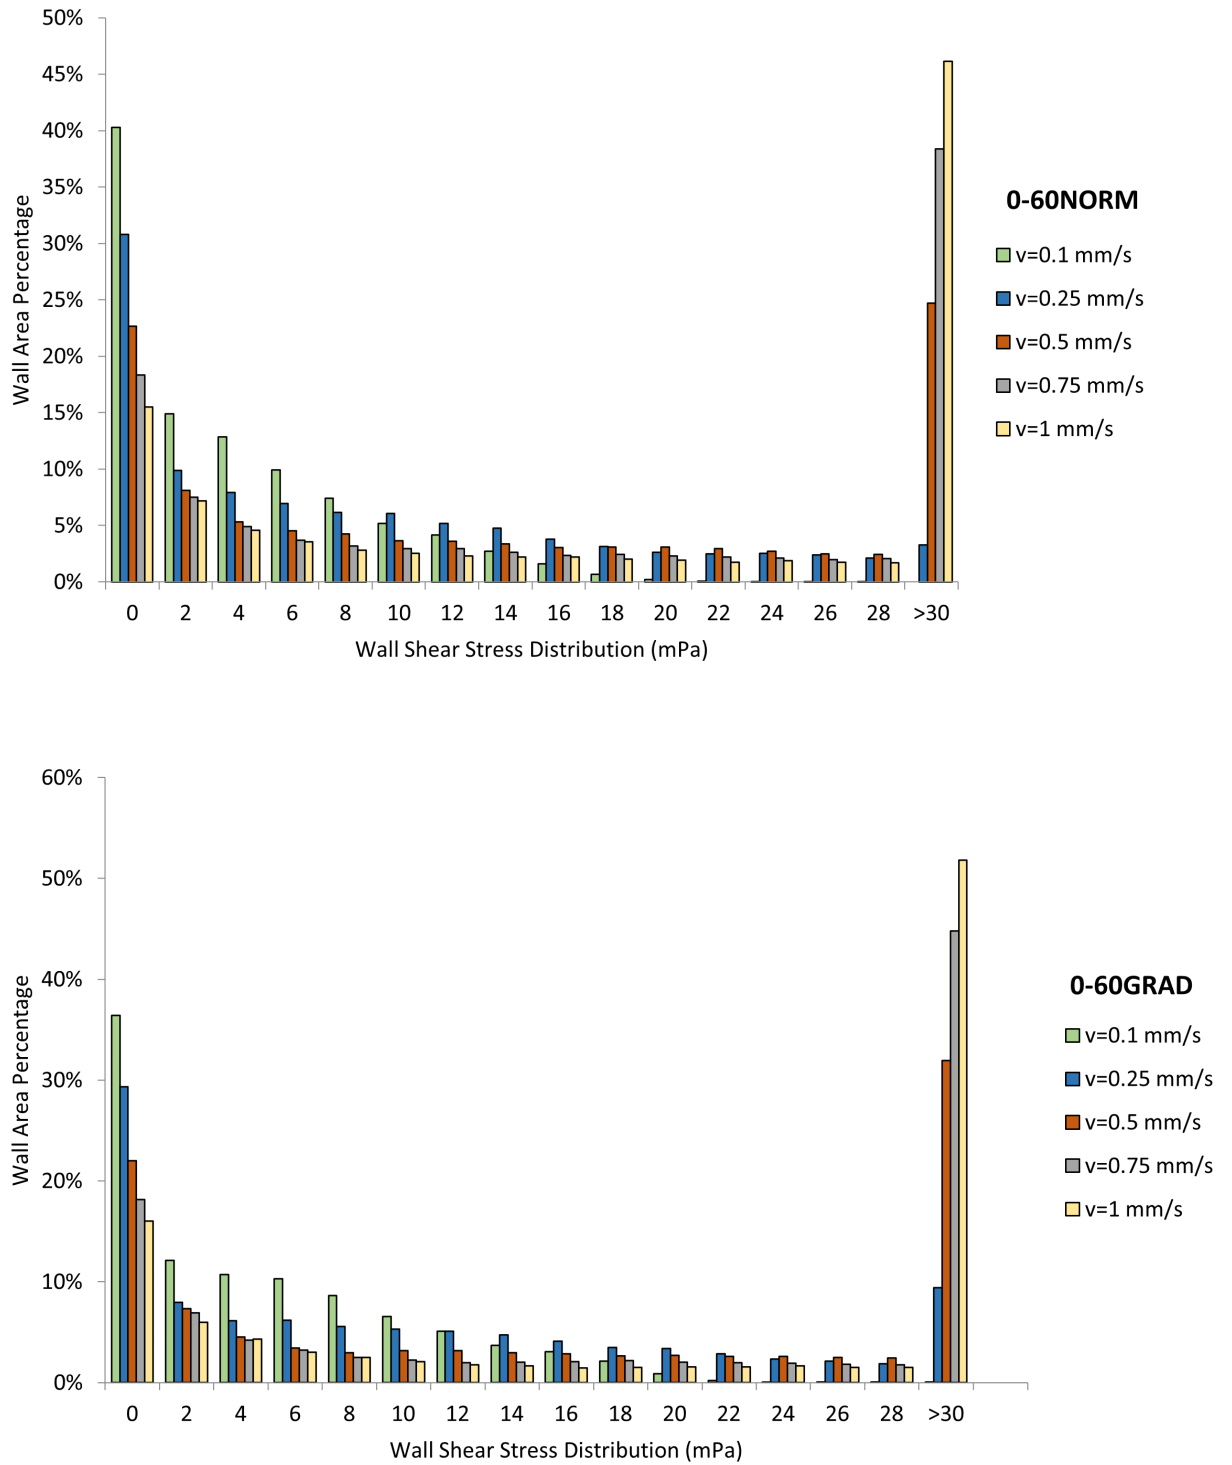 50%
45%
40%
35%
30%
25%
20%
15%
10%
5%
0%
Wall Area Percentage
0 2 4 6 8 10 12 14 16 18 20 22 24 26 28 >30
Wall Shear Stress Distribution (mPa)
0-60NORM
v=0.1 mm/s
v=0.25 mm/s
v=0.5 mm/s
v=0.75 mm/s
v=1 mm/s
60%
50%
40%
30%
20%
10%
0%
Wall Area Percentage
0 2 4 6 8 10 12 14 16 18 20 22 24 26 28 >30
Wall Shear Stress Distribution (mPa)
0-60GRAD
v=0.1 mm/s
v=0.25 mm/s
v=0.5 mm/s
v=0.75 mm/s
v=1 mm/s